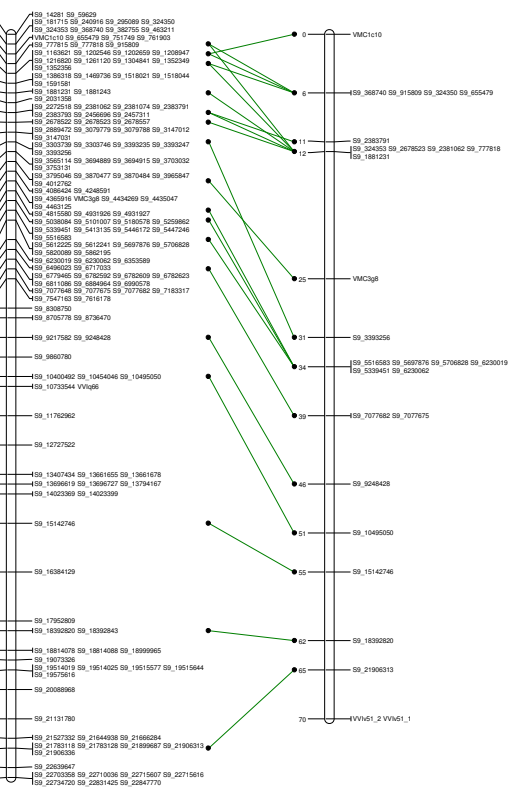 S9_14281 S9_59629
S9_181715 S9_240916 S9_295089 S9_324350
S9_324353 S9_368740 S9_382755 S9_463211
VMC1c10 S9_655479 S9_751749 S9_761903
S9_777815 S9_777818 S9_915809
S9_1163621 S9_1202546 S9_1202659 S9_1208947
S9_1216820 S9_1261120 S9_1304841 S9_1352349
S9_1352356
S9_1386318 S9_1469736 S9_1518021 S9_1518044
S9_1591581
S9_1881231 S9_1881243
S9_2031358
S9_2272518 S9_2381062 S9_2381074 S9_2383791
S9_2383793 S9_2456696 S9_2457311
S9_2678522 S9_2678523 S9_2678557
S9_2889472 S9_3079779 S9_3079788 S9_3147012
S9_3147031
S9_3303739 S9_3303746 S9_3393235 S9_3393247
S9_3393256
S9_3565114 S9_3694889 S9_3694915 S9_3703032
S9_3753131
S9_3795046 S9_3870477 S9_3870484 S9_3965847
S9_4012762
S9_4086424 S9_4248591
S9_4365916 VMC3g8 S9_4434269 S9_4435047
S9_4463125
S9_4815580 S9_4931926 S9_4931927
S9_5038084 S9_5101007 S9_5180578 S9_5259862
S9_5339451 S9_5413135 S9_5446172 S9_5447246
S9_5516583
S9_5612225 S9_5612241 S9_5697876 S9_5706828
S9_5820089 S9_5862195
S9_6230019 S9_6230062 S9_6353589
S9_6496023 S9_6717033
S9_6779465 S9_6782592 S9_6782609 S9_6782623
S9_6811086 S9_6884964 S9_6990578
S9_7077648 S9_7077675 S9_7077682 S9_7183317
S9_7547163 S9_7616178
S9_8308750
S9_8705778 S9_8736470
S9_9217582 S9_9248428
S9_9860780
S9_10400492 S9_10454046 S9_10495050
S9_10733544 VVIq66
S9_11762962
S9_12727522
S9_13407434 S9_13661655 S9_13661678
S9_13696619 S9_13696727 S9_13794167
S9_14023369 S9_14023399
S9_15142746
S9_16384129
S9_17952809
S9_18392820 S9_18392843
S9_18814078 S9_18814088 S9_18999965
S9_19073326
S9_19514019 S9_19514025 S9_19515577 S9_19515644
S9_19575616
S9_20088968
S9_21131780
S9_21527332 S9_21644938 S9_21666284
S9_21783118 S9_21783128 S9_21899687 S9_21906313
S9_21906336
S9_22639647
S9_22703358 S9_22710036 S9_22715607 S9_22715616
S9_22734720 S9_22831425 S9_22847770
0 VMC1c10
6 S9_368740 S9_915809 S9_324350 S9_655479
11 S9_2383791
12 S9_324353 S9_2678523 S9_2381062 S9_777818
S9_1881231
25 VMC3g8
31 S9_3393256
34 S9_5516583 S9_5697876 S9_5706828 S9_6230019
S9_5339451 S9_6230062
39 S9_7077682 S9_7077675
46 S9_9248428
51 S9_10495050
55 S9_15142746
62 S9_18392820
65 S9_21906313
70 VVIv51_2 VVIv51_1